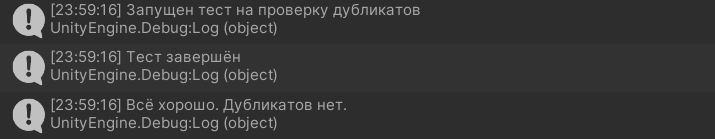 [23:59:16] Запущен тест на проверку дубликатов
UnityEngine.Debug:Log (object)
[23:59:16] Тест завершён
UnityEngine.Debug:Log (object)
[23:59:16] Всё хорошо. Дубликатов нет.
UnityEngine.Debug:Log (object)